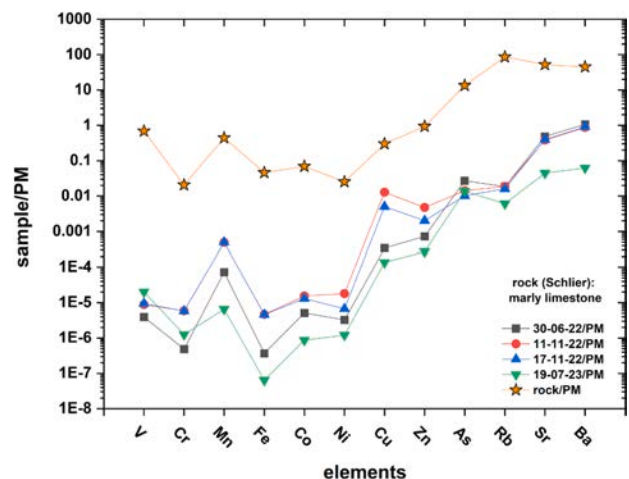 1000
100
10
1
0.1
0.01
0.001
1E-4
1E-5
1E-6
1E-7
1E-8
sample/PM
rock (Schlier):
marly limestone
30-06-22/PM
11-11-22/PM
17-11-22/PM
19-07-23/PM
rock/PM
V Cr Mn Fe Co Ni Cu Zn As Rb Sr Ba
elements